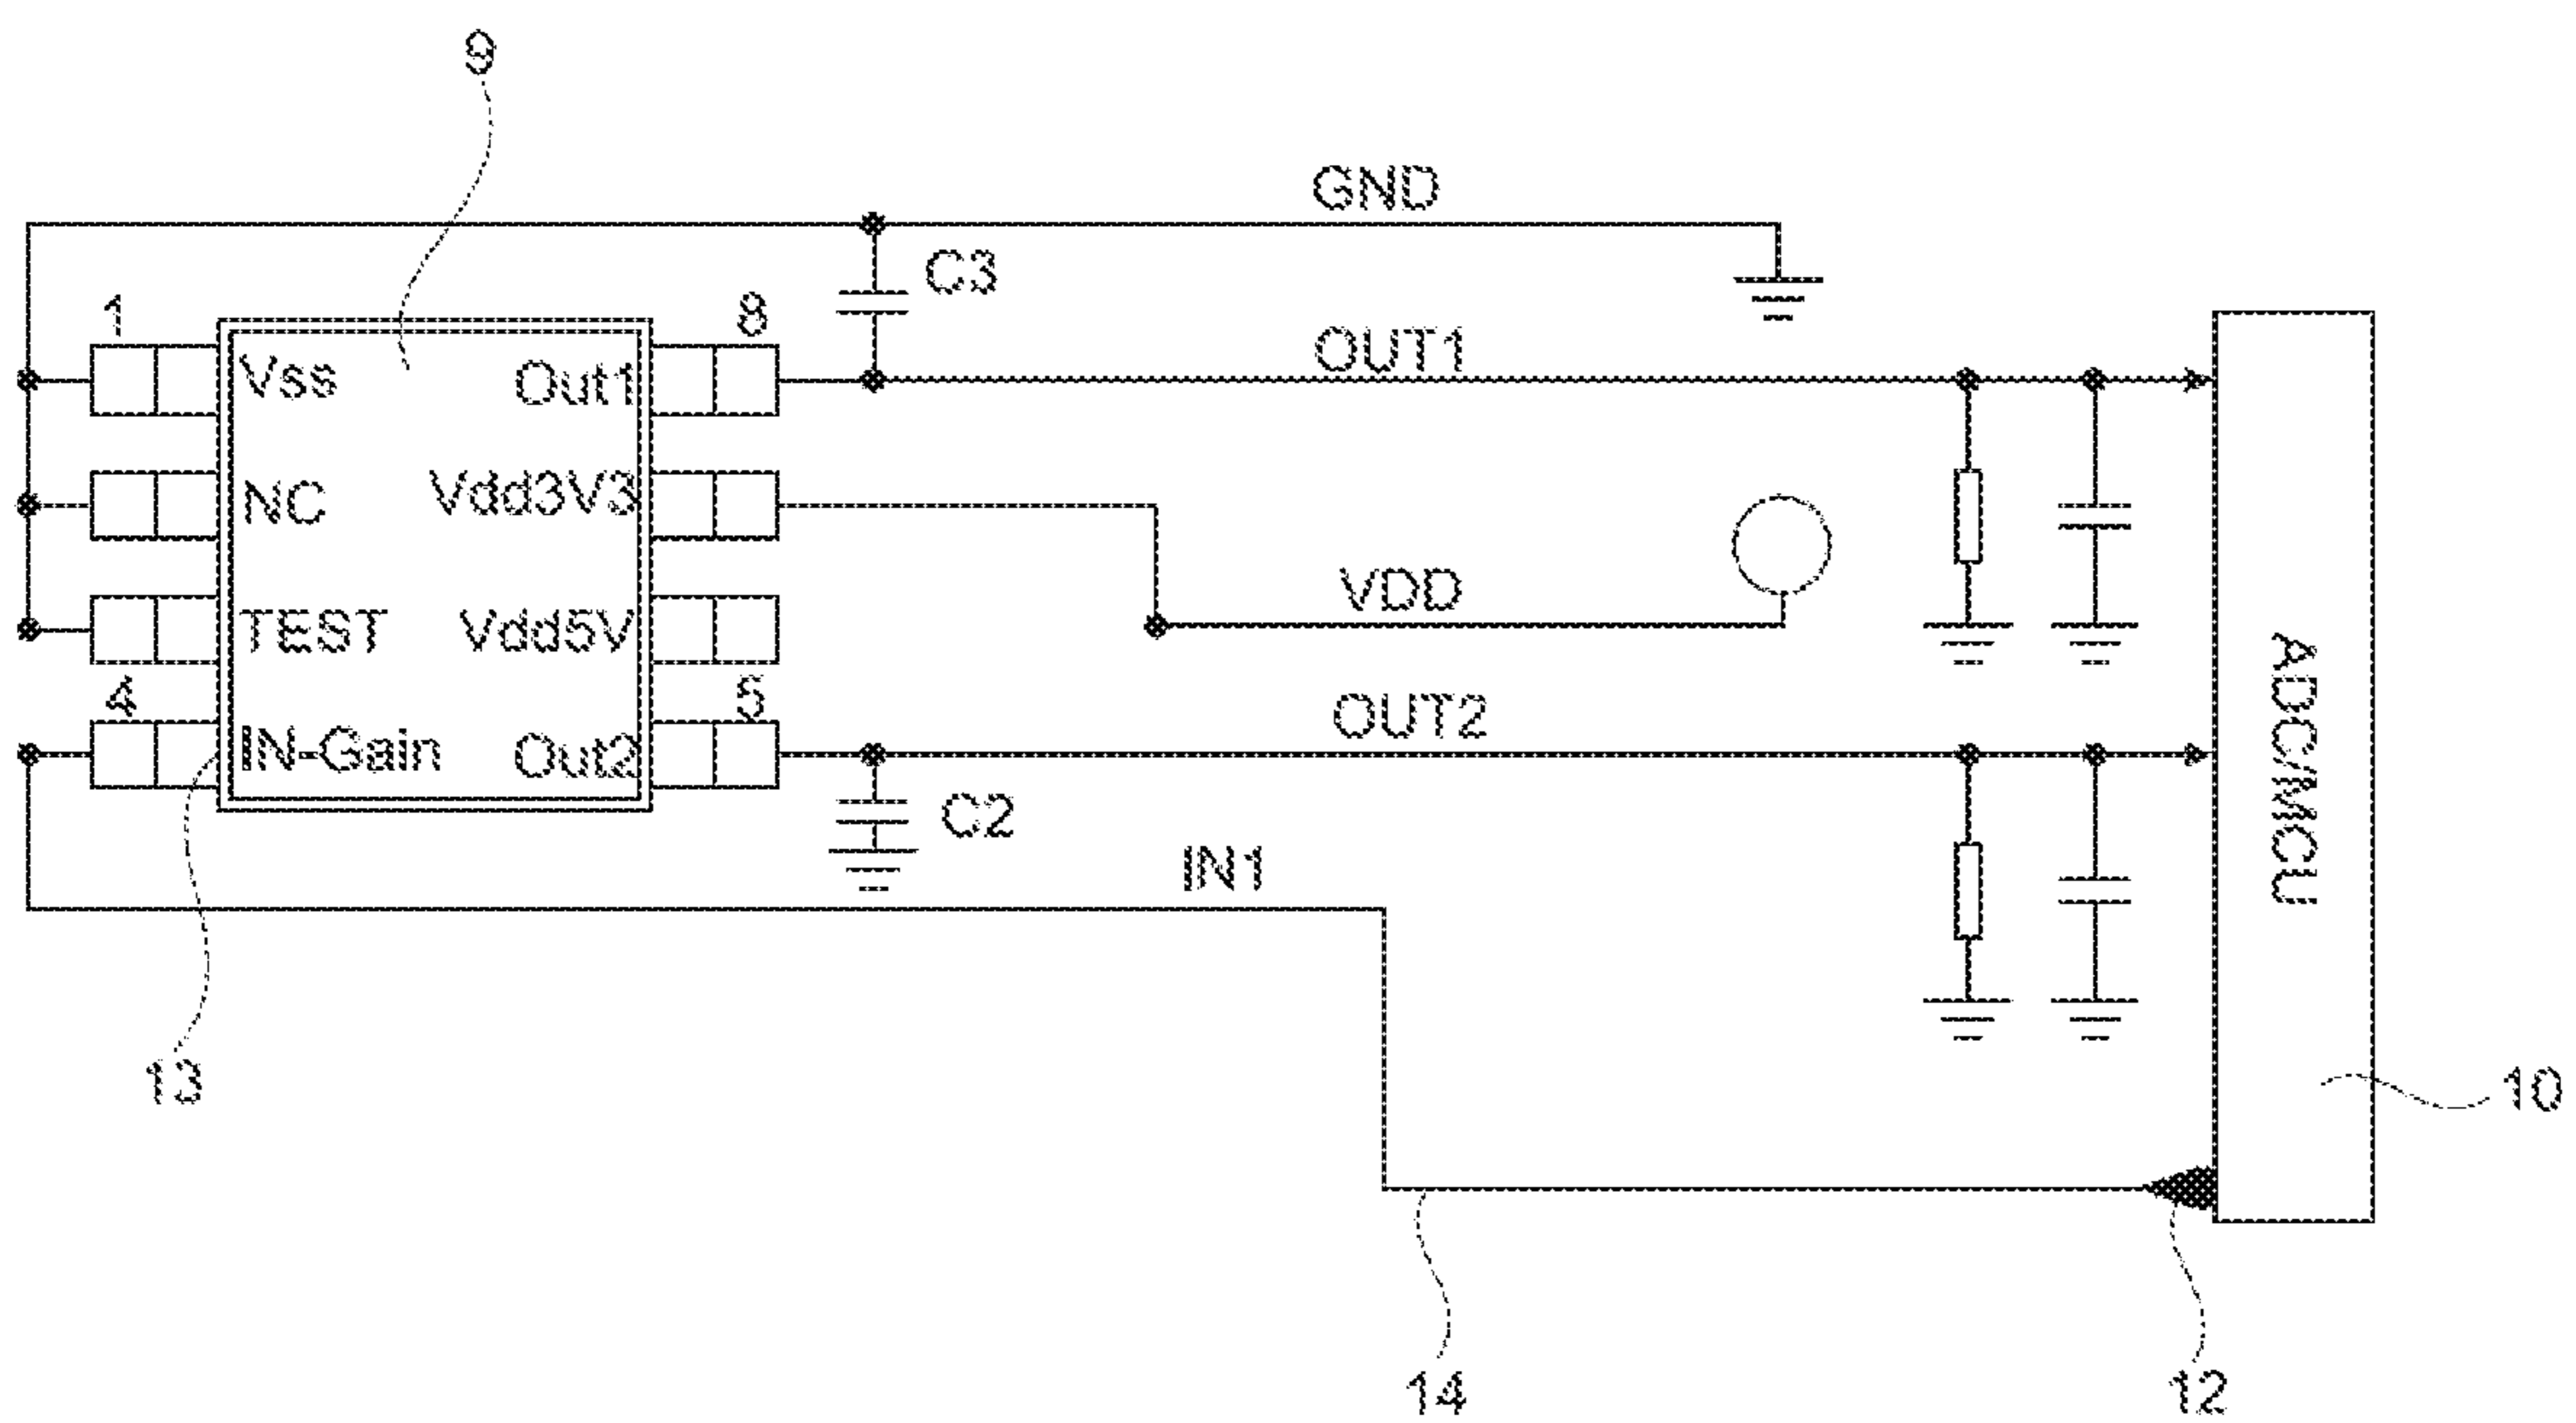 9
GND
C3
1
8
Vss
Out1
OUT1
NC
Vdd3V3
VDD
TEST
Vdd5V
4
5
IN-Gain
Out2
OUT2
C2
IN1
ADC/MCU
13
10
14
12